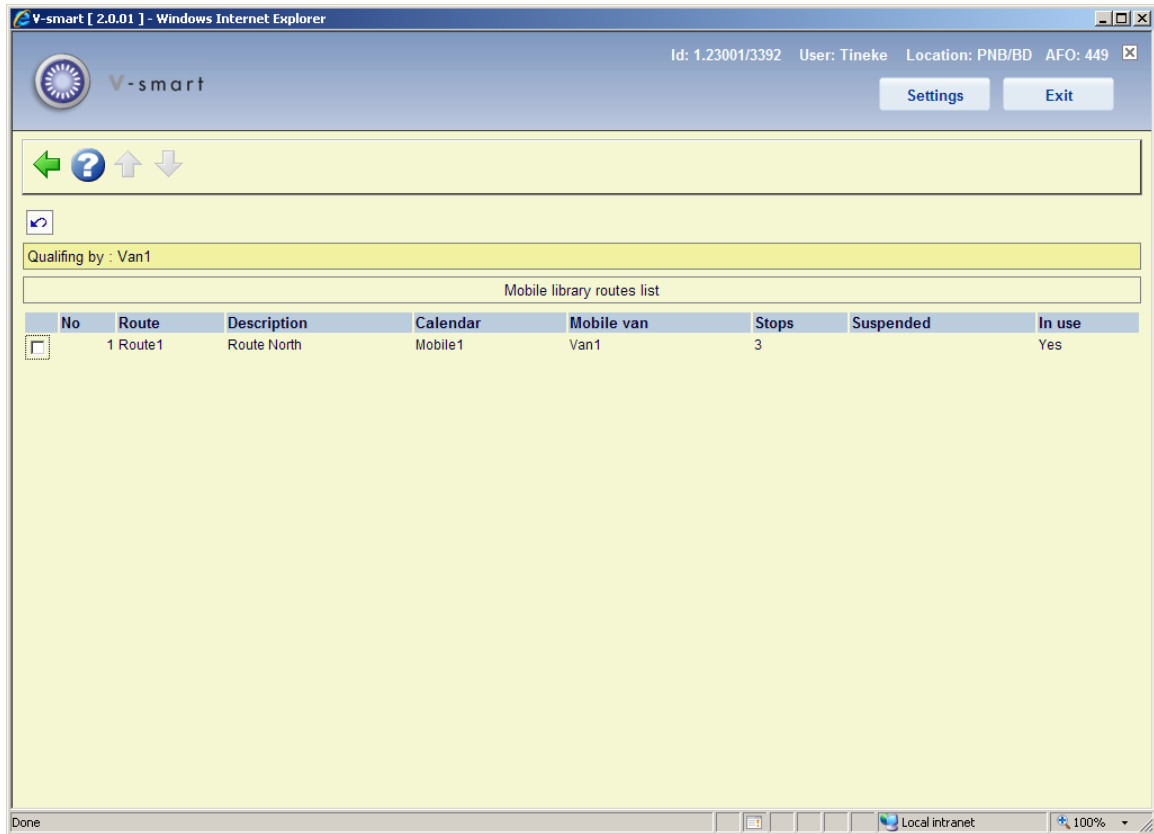 V-smart [ 2.0.01 ] - Windows Internet Explorer
Id: 1.23001/3392 User: Tineke Location: PNB/BD AFO: 449
V-smart
Settings Exit
Qualifing by : Van1
Mobile library routes list
No Route Description Calendar Mobile van Stops Suspended In use
1 Route1 Route North Mobile1 Van1 3 Yes
Done Local intranet 100%